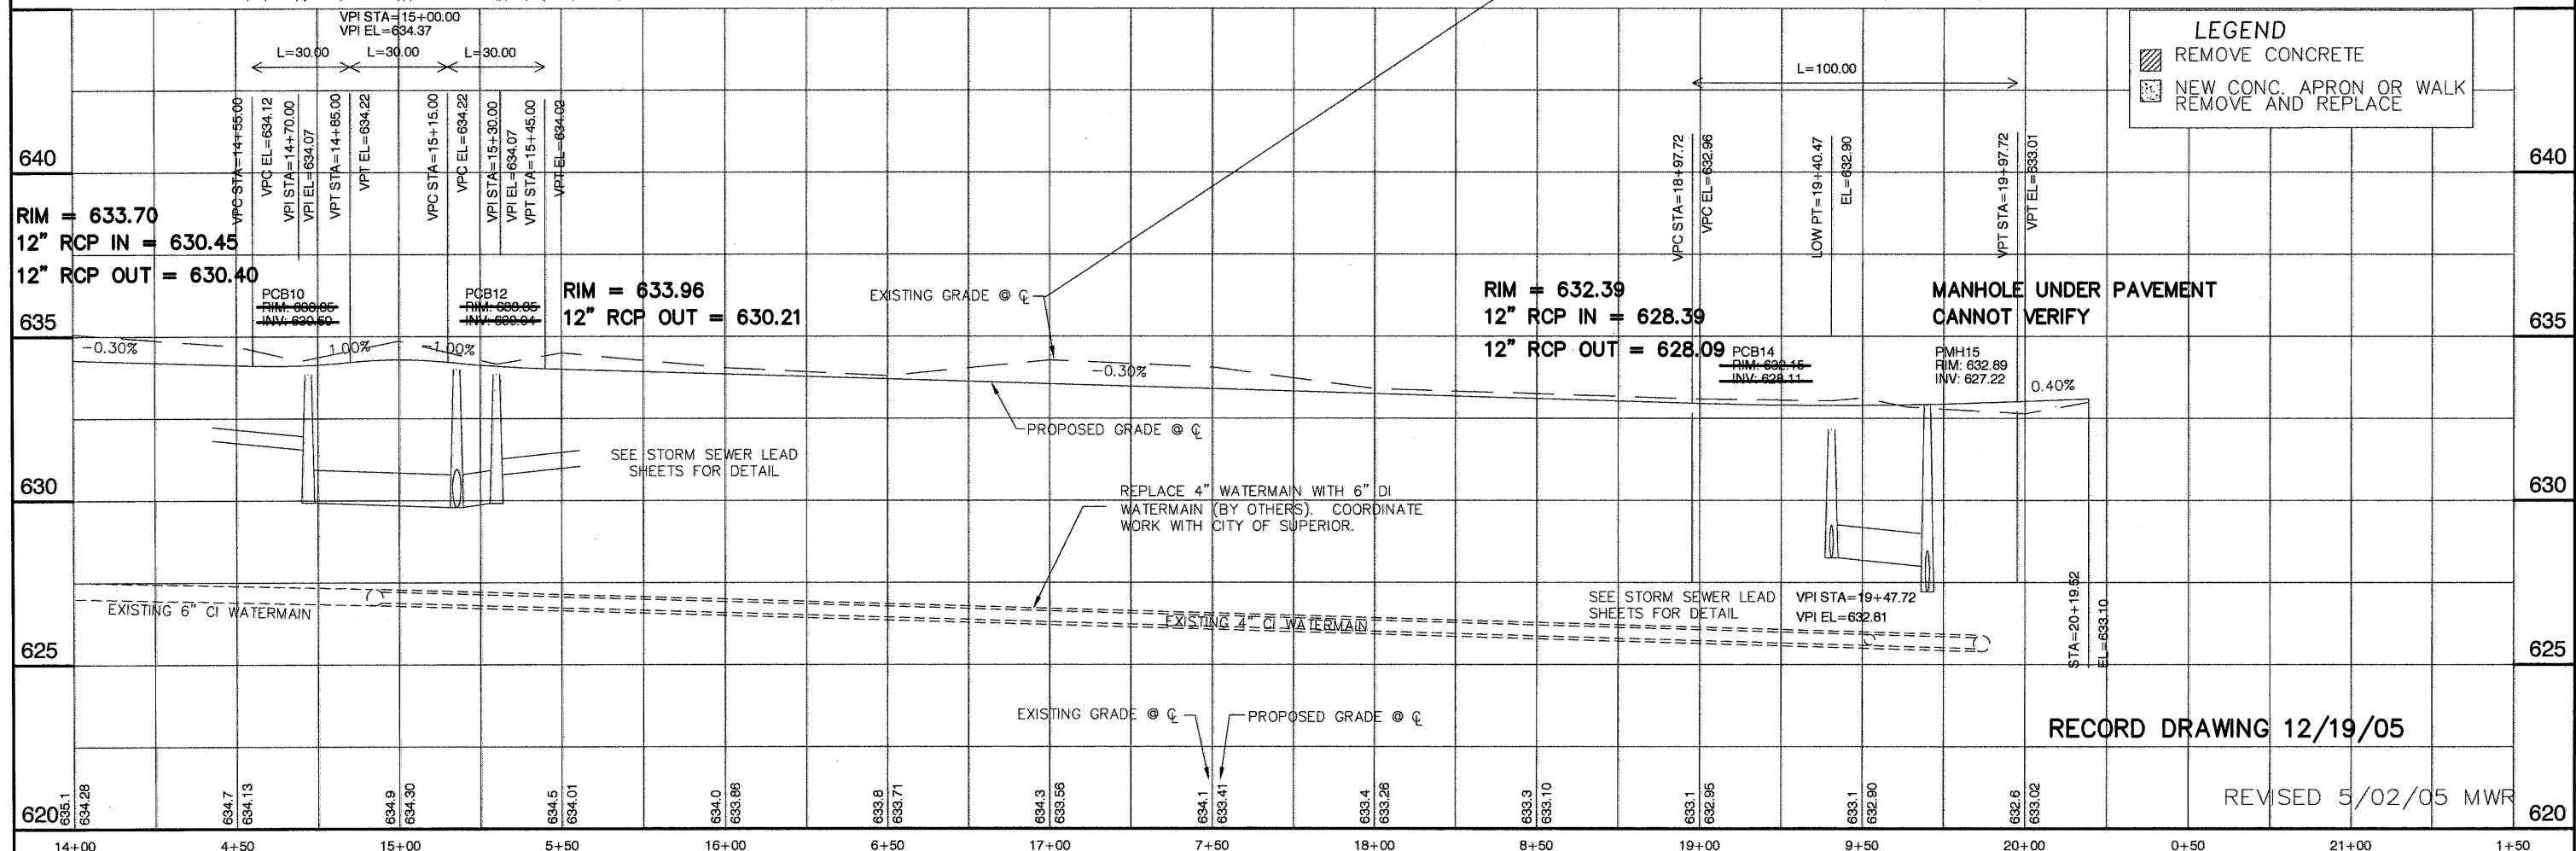 VPI STA=15+00.00
VPI EL=634.37
L=30.00 L=30.00 L=30.00
L=100.00
LEGEND
REMOVE CONCRETE
NEW CONC. APRON OR WALK
REMOVE AND REPLACE
VPC STA=14+55.00
VPC EL=634.12
VPI STA=14+70.00
VPI EL=634.07
VPT STA=14+85.00
VPT EL=634.22
VPC STA=15+15.00
VPC EL=634.22
VPI STA=15+30.00
VPI EL=634.07
VPT STA=15+45.00
VPT EL=634.02
VPC STA=18+97.72
VPC EL=632.96
LOW PT=19+40.47
EL=632.90
VPT STA=19+97.72
VPT EL=633.01
640 640
RIM = 633.70
12" RCP IN = 630.45
12" RCP OUT = 630.40
PCB10
PCB12
RIM = 633.96
12" RCP OUT = 630.21
EXISTING GRADE @ ℄
RIM = 632.39
12" RCP IN = 628.39
12" RCP OUT = 628.09
PCB14
RIM: 632.15
INV: 628.11
MANHOLE UNDER PAVEMENT
CANNOT VERIFY
PMH15
RIM: 632.89
INV: 627.22
635 635
-0.30% 1.00% -1.00% -0.30% 0.40%
PROPOSED GRADE @ ℄
SEE STORM SEWER LEAD
SHEETS FOR DETAIL
630 630
REPLACE 4" WATERMAIN WITH 6" DI
WATERMAIN (BY OTHERS). COORDINATE
WORK WITH CITY OF SUPERIOR.
EXISTING 6" CI WATERMAIN
EXISTING 4" CI WATERMAIN
SEE STORM SEWER LEAD
SHEETS FOR DETAIL
VPI STA=19+47.72
VPI EL=632.81
STA=20+19.52
EL=633.10
625 625
EXISTING GRADE @ ℄ PROPOSED GRADE @ ℄
RECORD DRAWING 12/19/05
REVISED 5/02/05 MWR
635.1 634.28
634.7 634.13
634.9 634.30
634.5 634.01
634.0 633.86
633.8 633.71
634.3 633.56
634.1 633.41
633.4 633.26
633.3 633.10
633.1 632.95
633.1 632.90
632.6 633.02
620 620
14+00 4+50 15+00 5+50 16+00 6+50 17+00 7+50 18+00 8+50 19+00 9+50 20+00 0+50 21+00 1+50